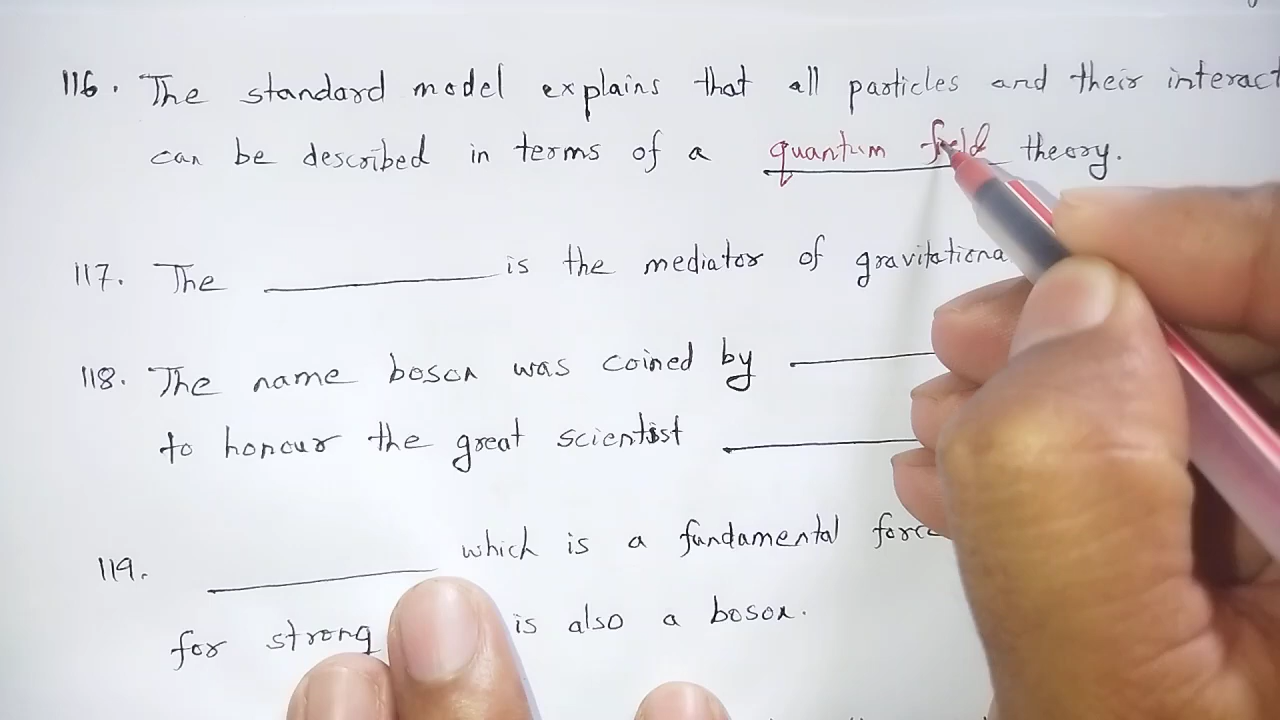 116. The standard model explains that all particles and their interact
can be described in terms of a quantum field theory.
117. The is the mediator of gravitationa
118. The name boson was coined by
to honour the great scientist
119. which is a fundamental force
for strong is also a boson.